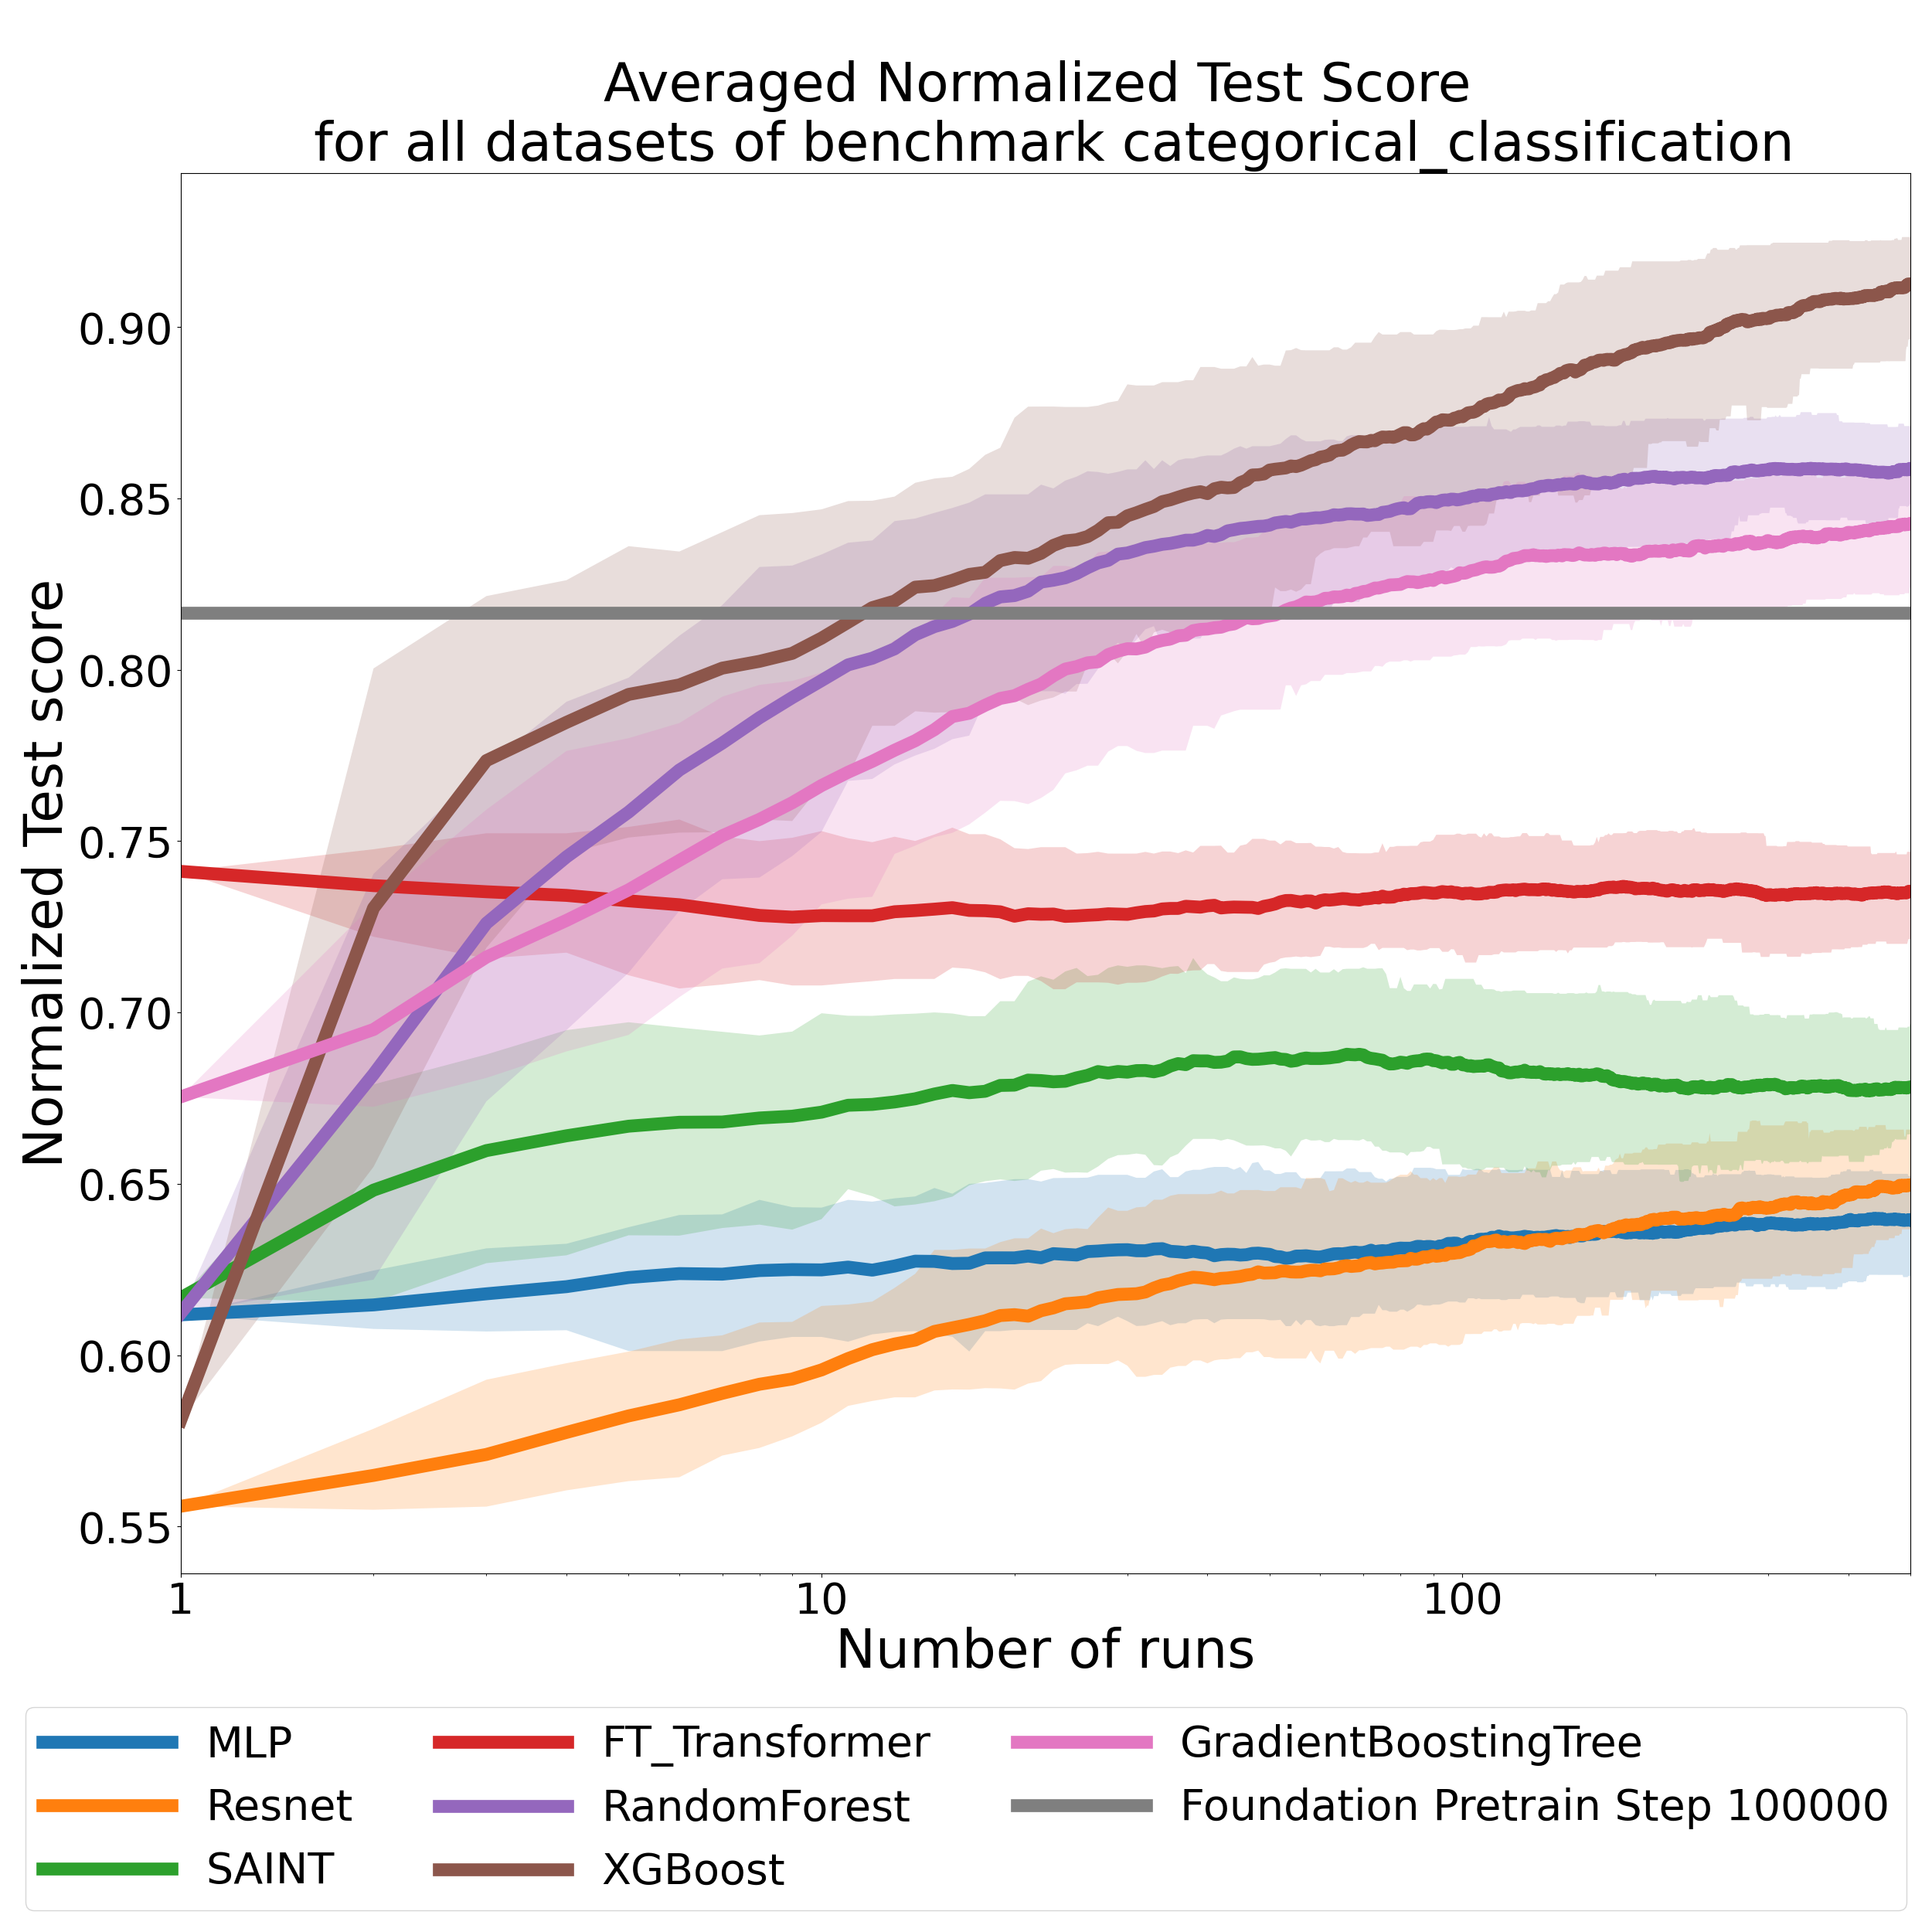 Averaged Normalized Test Score
for all datasets of benchmark categorical_classification
Normalized Test score
0.90
0.85
0.80
0.75
0.70
0.65
0.60
0.55
1
10
100
Number of runs
MLP
Resnet
SAINT
FT_Transformer
RandomForest
XGBoost
GradientBoostingTree
Foundation Pretrain Step 100000